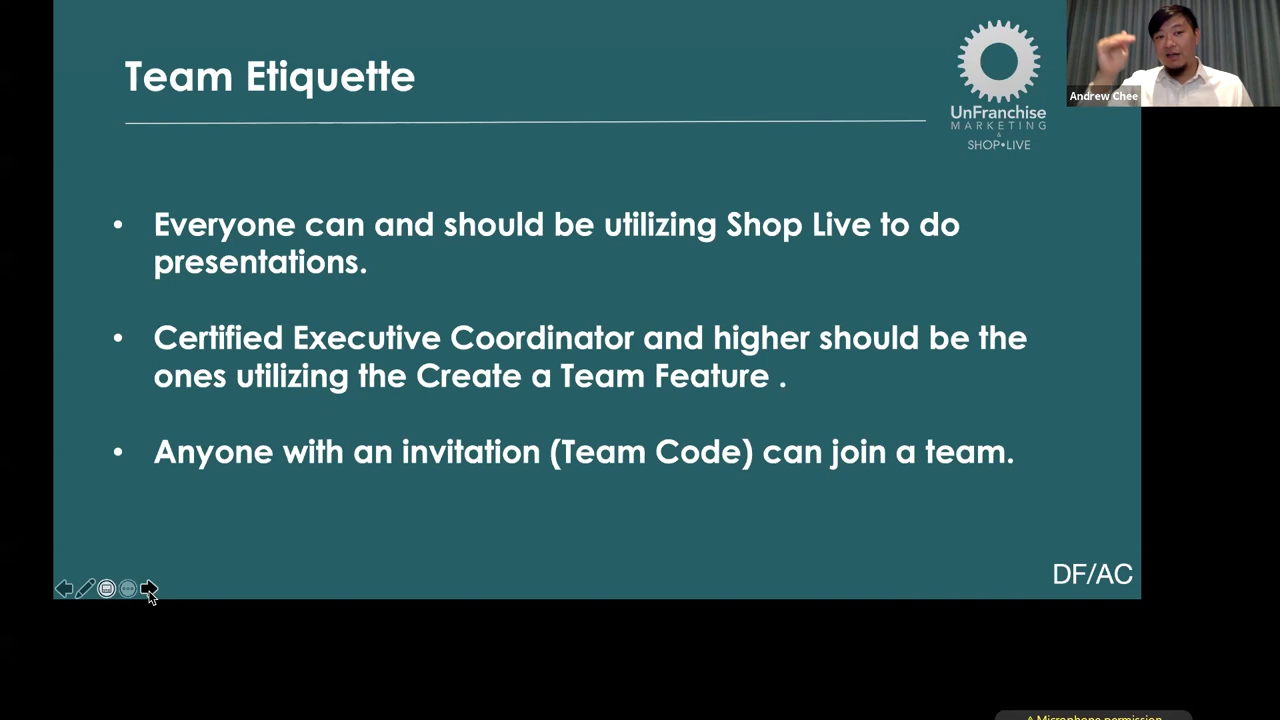 Team Etiquette
UnFranchise
MARKETING
&
SHOP•LIVE
Andrew Chee
• Everyone can and should be utilizing Shop Live to do
presentations.
• Certified Executive Coordinator and higher should be the
ones utilizing the Create a Team Feature .
• Anyone with an invitation (Team Code) can join a team.
DF/AC
A Microphone permission